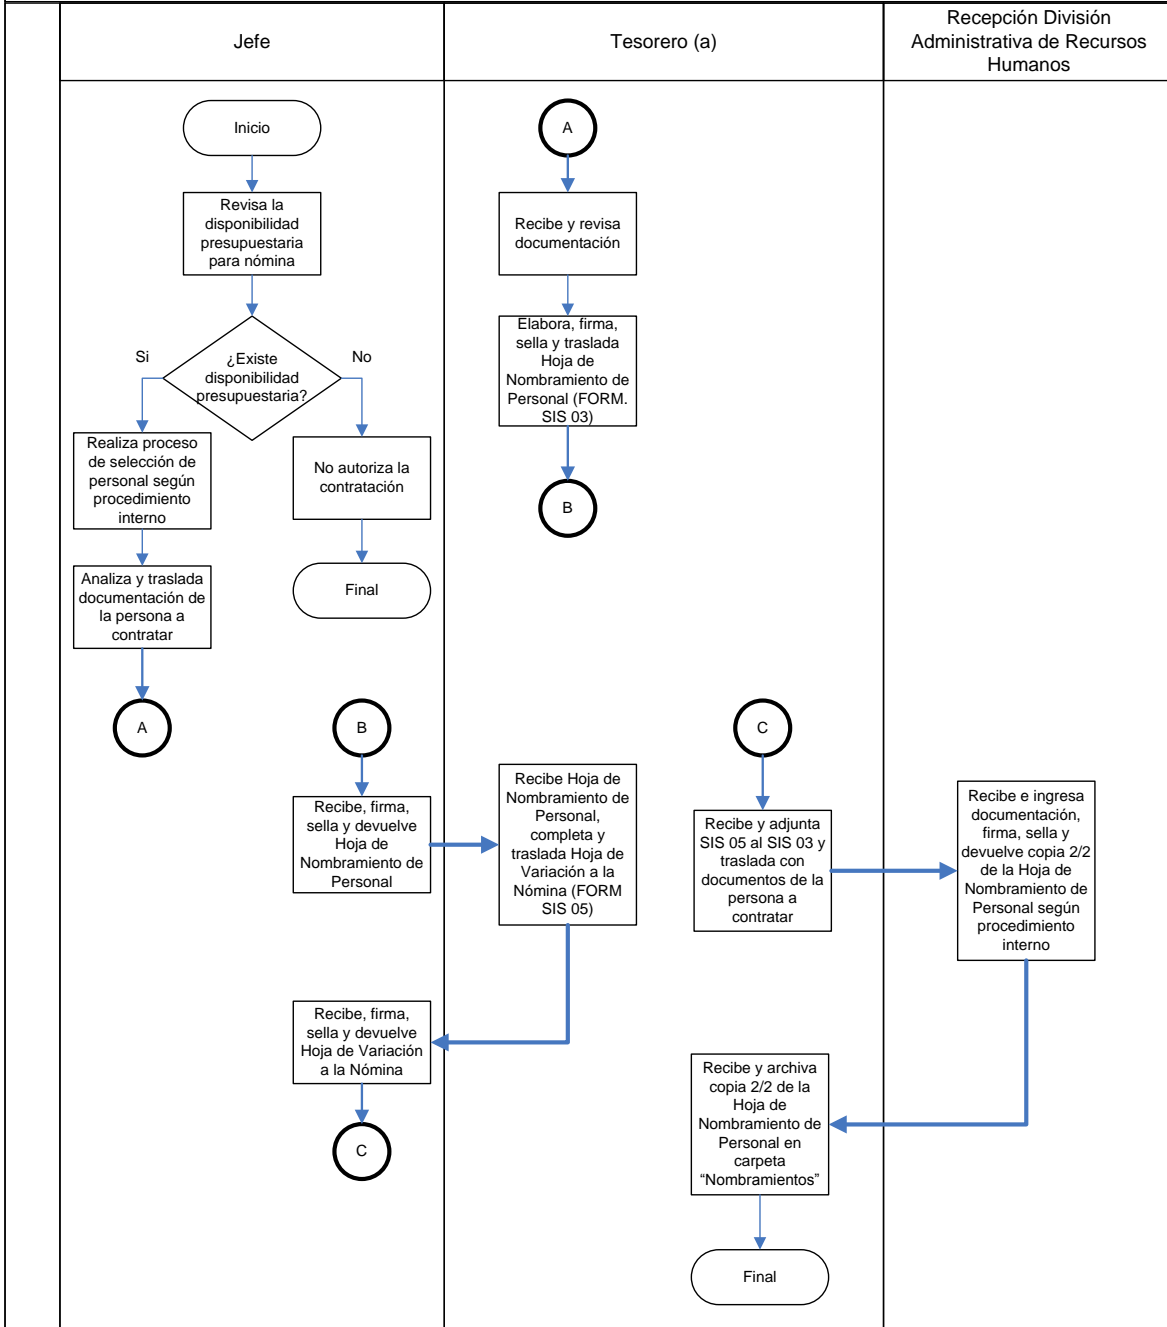 Jefe
Tesorero (a)
Recepción División
Administrativa de Recursos
Humanos
Inicio
Revisa la
disponibilidad
presupuestaria
para nómina
¿Existe
disponibilidad
presupuestaria?
Si
No
Realiza proceso
de selección de
personal según
procedimiento
interno
No autoriza la
contratación
Analiza y traslada
documentación de
la persona a
contratar
Final
A
A
Recibe y revisa
documentación
Elabora, firma,
sella y traslada
Hoja de
Nombramiento de
Personal (FORM.
SIS 03)
B
B
Recibe, firma,
sella y devuelve
Hoja de
Nombramiento de
Personal
Recibe Hoja de
Nombramiento de
Personal,
completa y
traslada Hoja de
Variación a la
Nómina (FORM
SIS 05)
Recibe, firma,
sella y devuelve
Hoja de Variación
a la Nómina
C
C
Recibe y adjunta
SIS 05 al SIS 03 y
traslada con
documentos de la
persona a
contratar
Recibe e ingresa
documentación,
firma, sella y
devuelve copia 2/2
de la Hoja de
Nombramiento de
Personal según
procedimiento
interno
Recibe y archiva
copia 2/2 de la
Hoja de
Nombramiento de
Personal en
carpeta
“Nombramientos”
Final